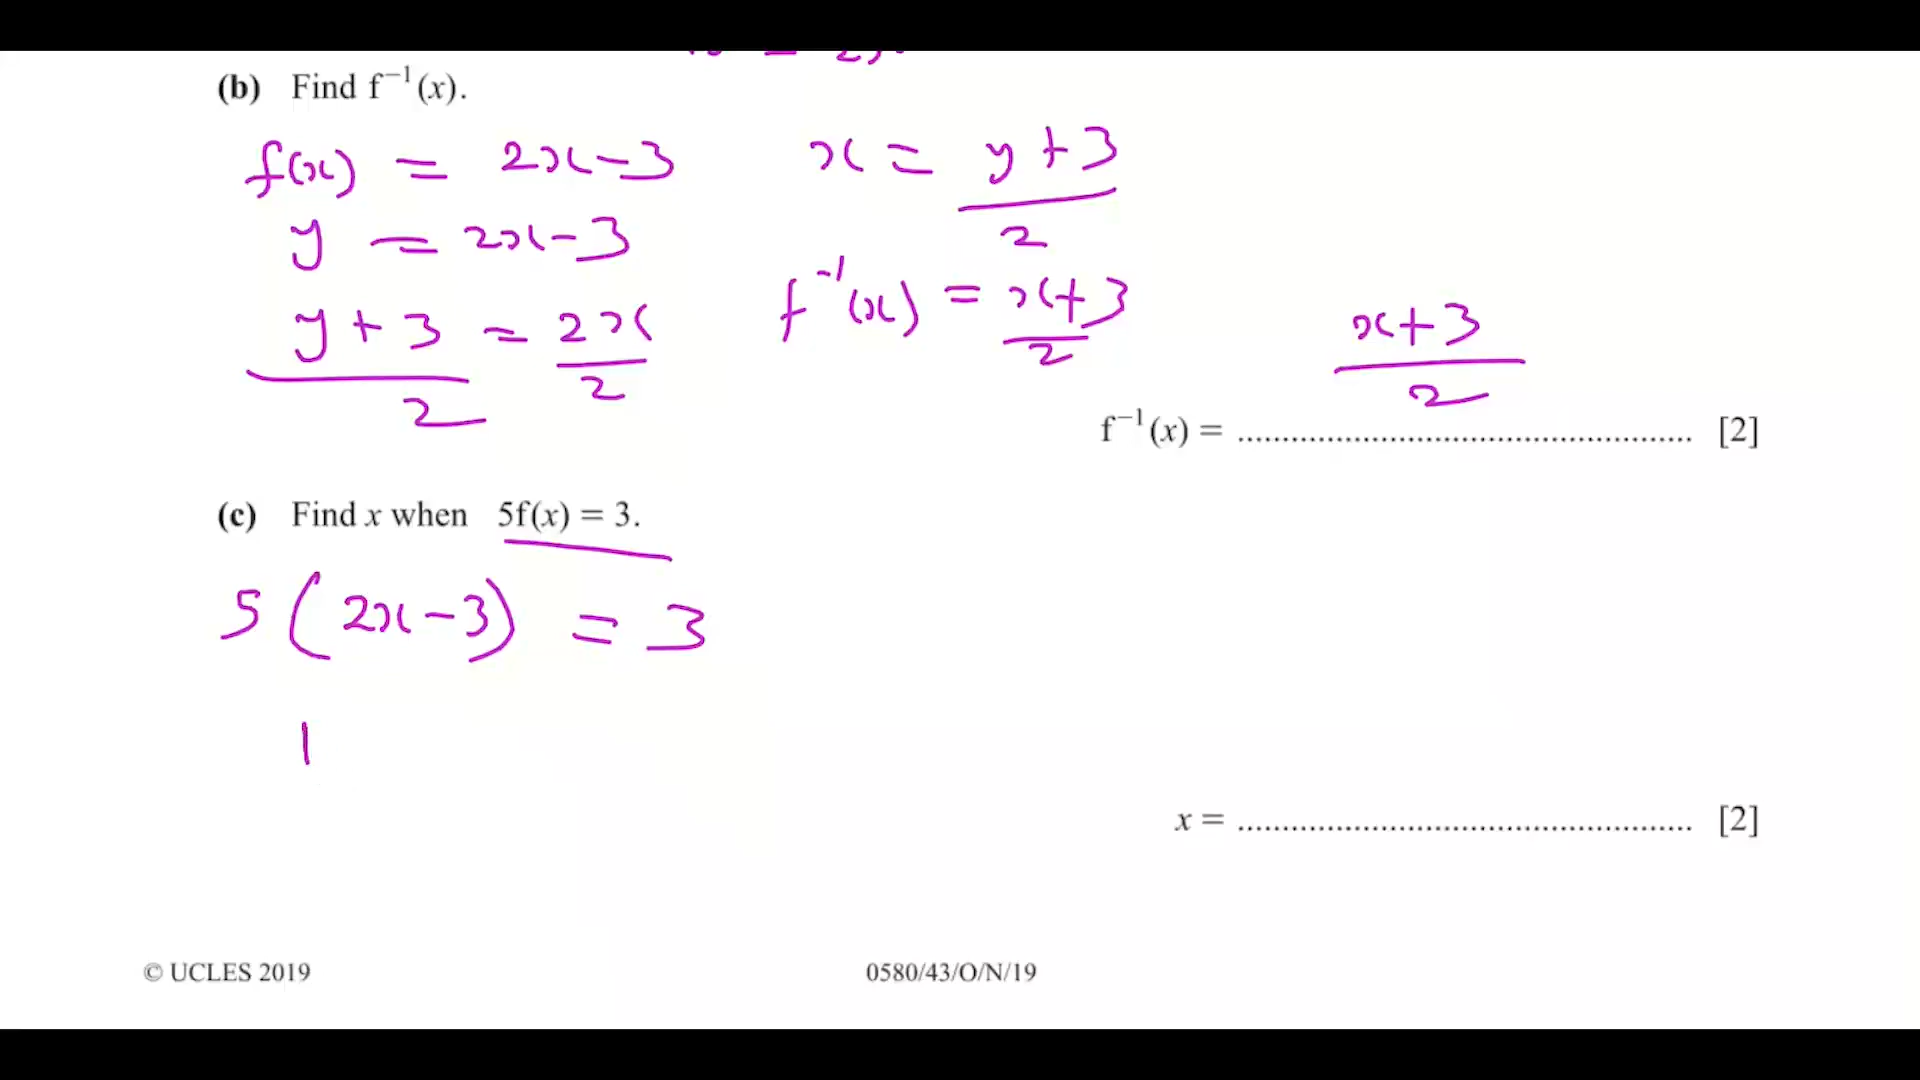 (b) Find f⁻¹(x).
f(x) = 2x-3
y = 2x-3
y+3/2 = 2x/2
x = y+3/2
f⁻¹(x) = x+3/2
x+3/2
f⁻¹(x) = .................................................. [2]
(c) Find x when 5f(x) = 3.
5(2x-3) = 3
1
x = .................................................. [2]
© UCLES 2019
0580/43/O/N/19